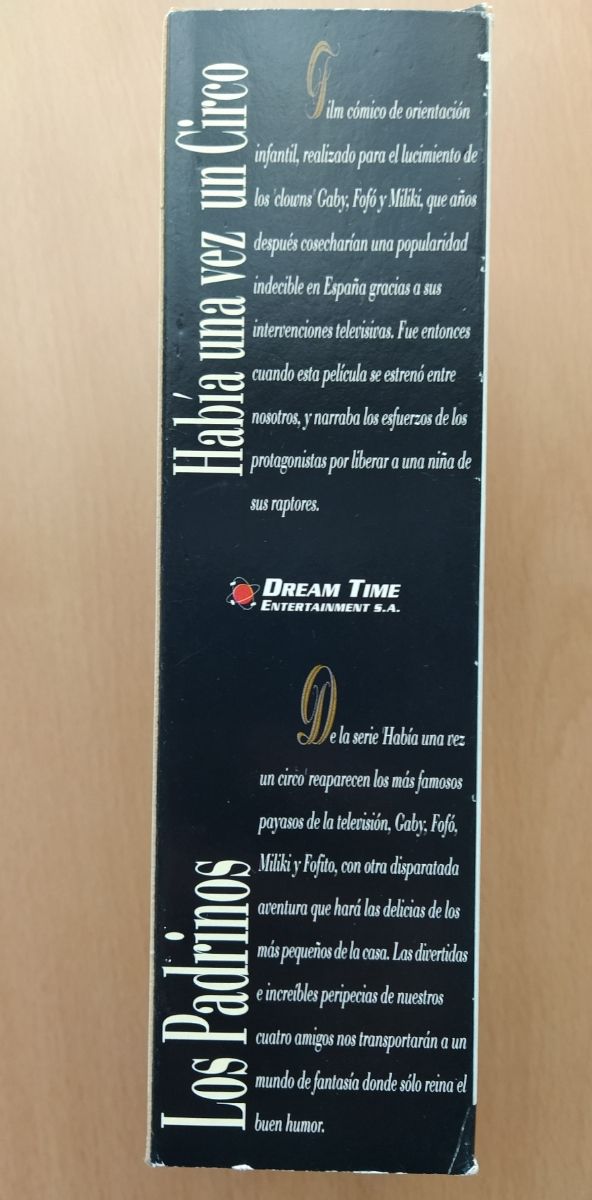 Había una vez un Circo
Film cómico de orientación
infantil, realizado para el lucimiento de
los 'clowns' Gaby, Fofó y Miliki, que años
después cosecharían una popularidad
indecible en España gracias a sus
intervenciones televisivas. Fue entonces
cuando esta película se estrenó entre
nosotros, y narraba los esfuerzos de los
protagonistas por liberar a una niña de
sus raptores.
DREAM TIME
ENTERTAINMENT S.A.
Los Padrinos
De la serie 'Había una vez
un circo' reaparecen los más famosos
payasos de la televisión, Gaby, Fofó,
Miliki y Fofito, con otra disparatada
aventura que hará las delicias de los
más pequeños de la casa. Las divertidas
e increíbles peripecias de nuestros
cuatro amigos nos transportarán a un
mundo de fantasía donde sólo reina el
buen humor.